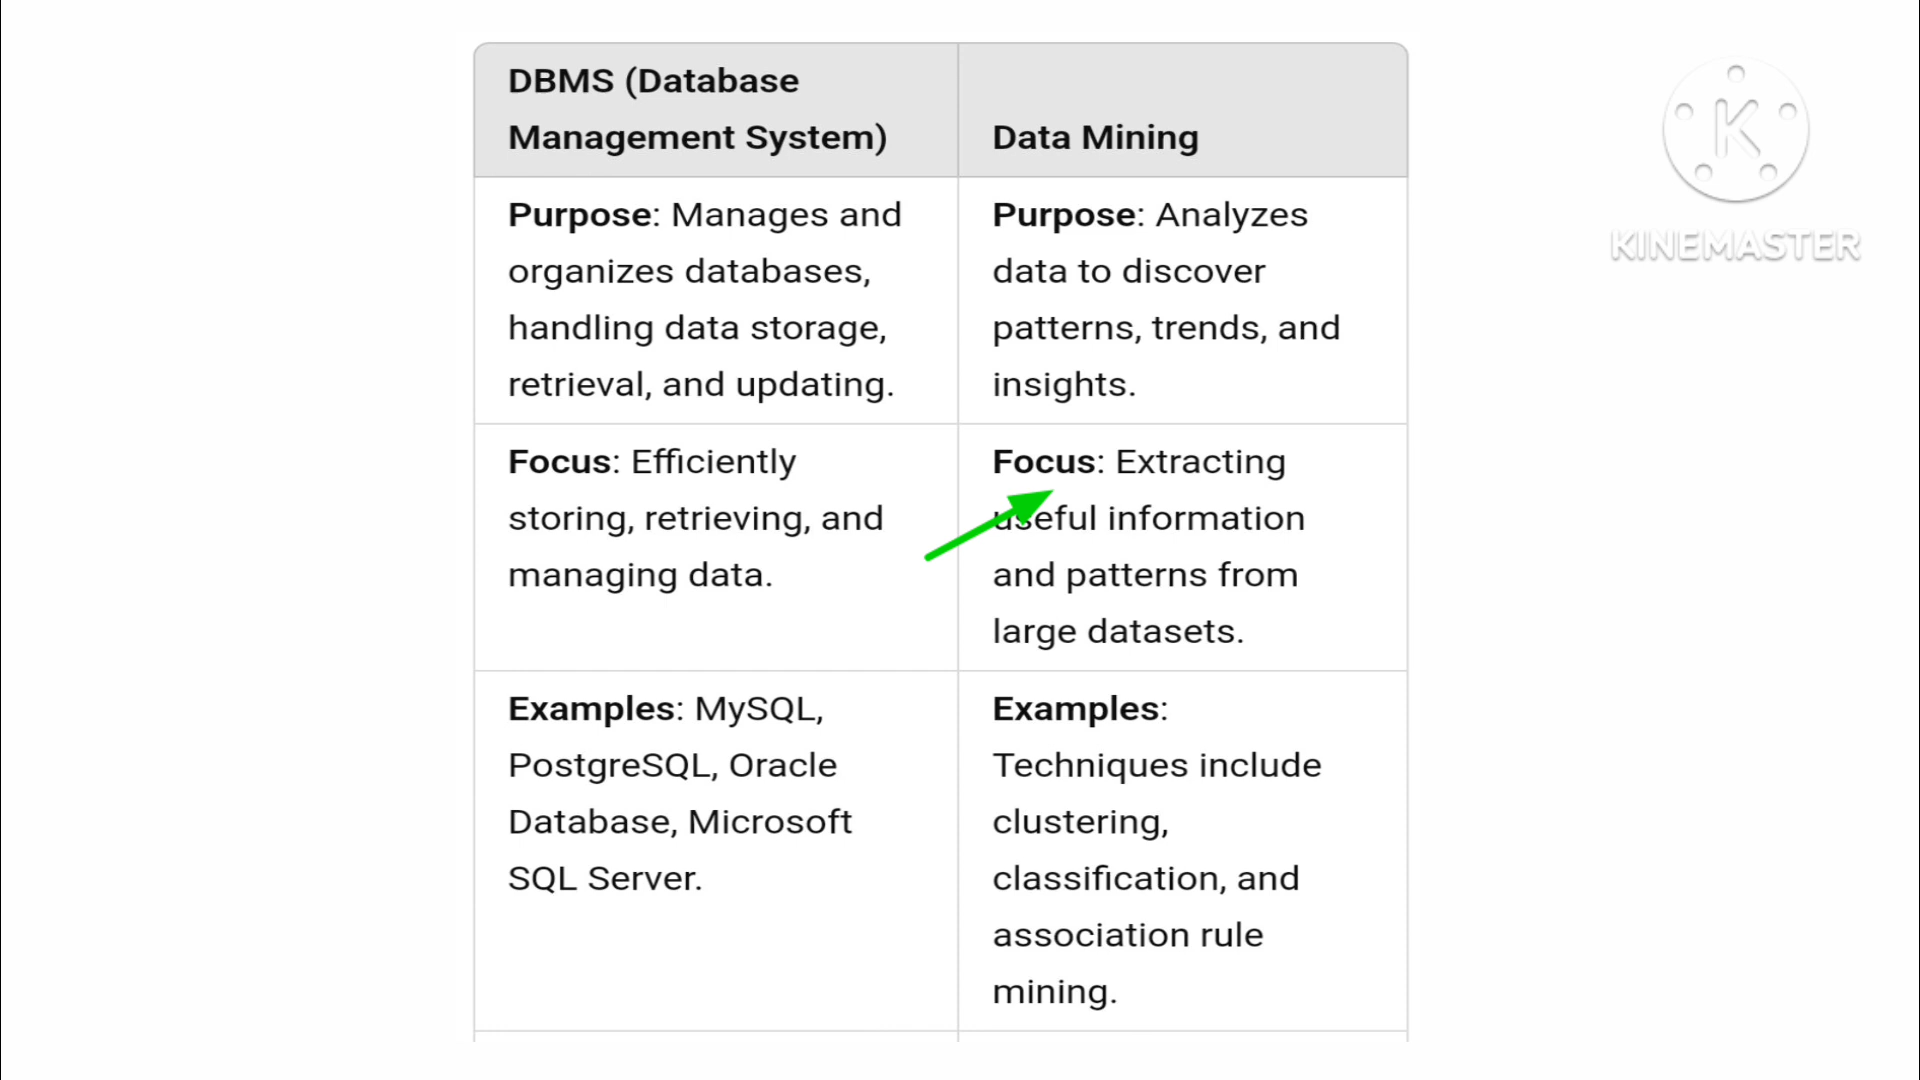 DBMS (Database
Management System)
Data Mining
Purpose: Manages and
organizes databases,
handling data storage,
retrieval, and updating.
Purpose: Analyzes
data to discover
patterns, trends, and
insights.
Focus: Efficiently
storing, retrieving, and
managing data.
Focus: Extracting
useful information
and patterns from
large datasets.
Examples: MySQL,
PostgreSQL, Oracle
Database, Microsoft
SQL Server.
Examples:
Techniques include
clustering,
classification, and
association rule
mining.
K
KINEMASTER